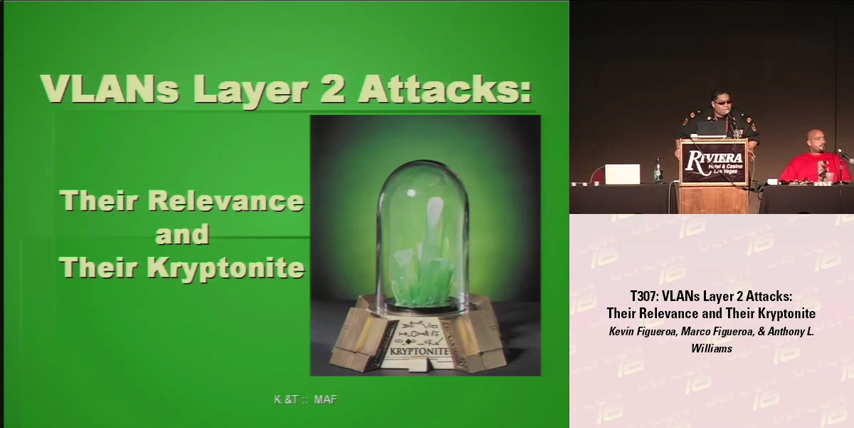 VLANs Layer 2 Attacks:
Their Relevance
and
Their Kryptonite
KRYPTONITE
K &T :: MAF
RIVIERA
Hotel & Casino
Las Vegas
T307: VLANs Layer 2 Attacks:
Their Relevance and Their Kryptonite
Kevin Figueroa, Marco Figueroa, & Anthony L.
Williams